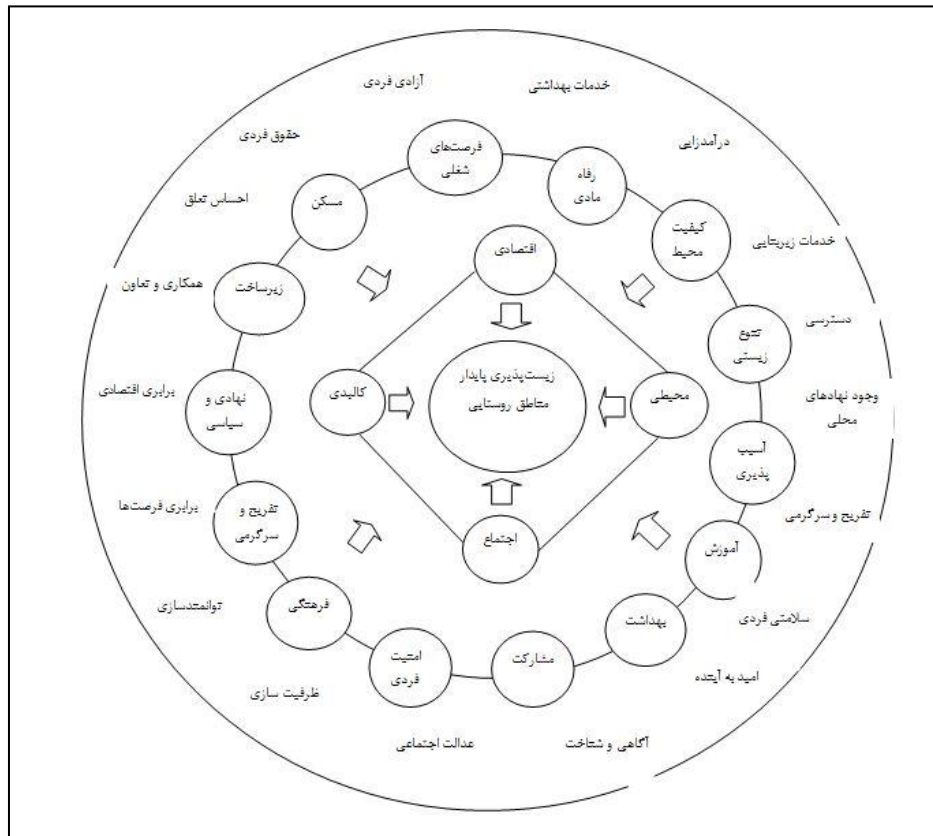 آزادی فردی
خدمات بهداشتی
حقوق فردی
درآمدزایی
احساس تعلق
خدمات زیربنایی
همکاری و تعاون
دسترسی
برابری اقتصادی
وجود نهادهای
محلی
برابری فرصت‌ها
تفریح و سرگرمی
توانمندسازی
سلامتی فردی
ظرفیت سازی
امید به آینده
عدالت اجتماعی
آگاهی و شناخت
فرصت‌های
شغلی
رفاه
مادی
مسکن
کیفیت
محیط
زیرساخت
تنوع
زیستی
نهادی و
سیاسی
آسیب
پذیری
تفریح و
سرگرمی
آموزش
فرهنگی
بهداشت
امنیت
فردی
مشارکت
اقتصادی
کالبدی
محیطی
اجتماع
زیست‌پذیری پایدار
مناطق روستایی